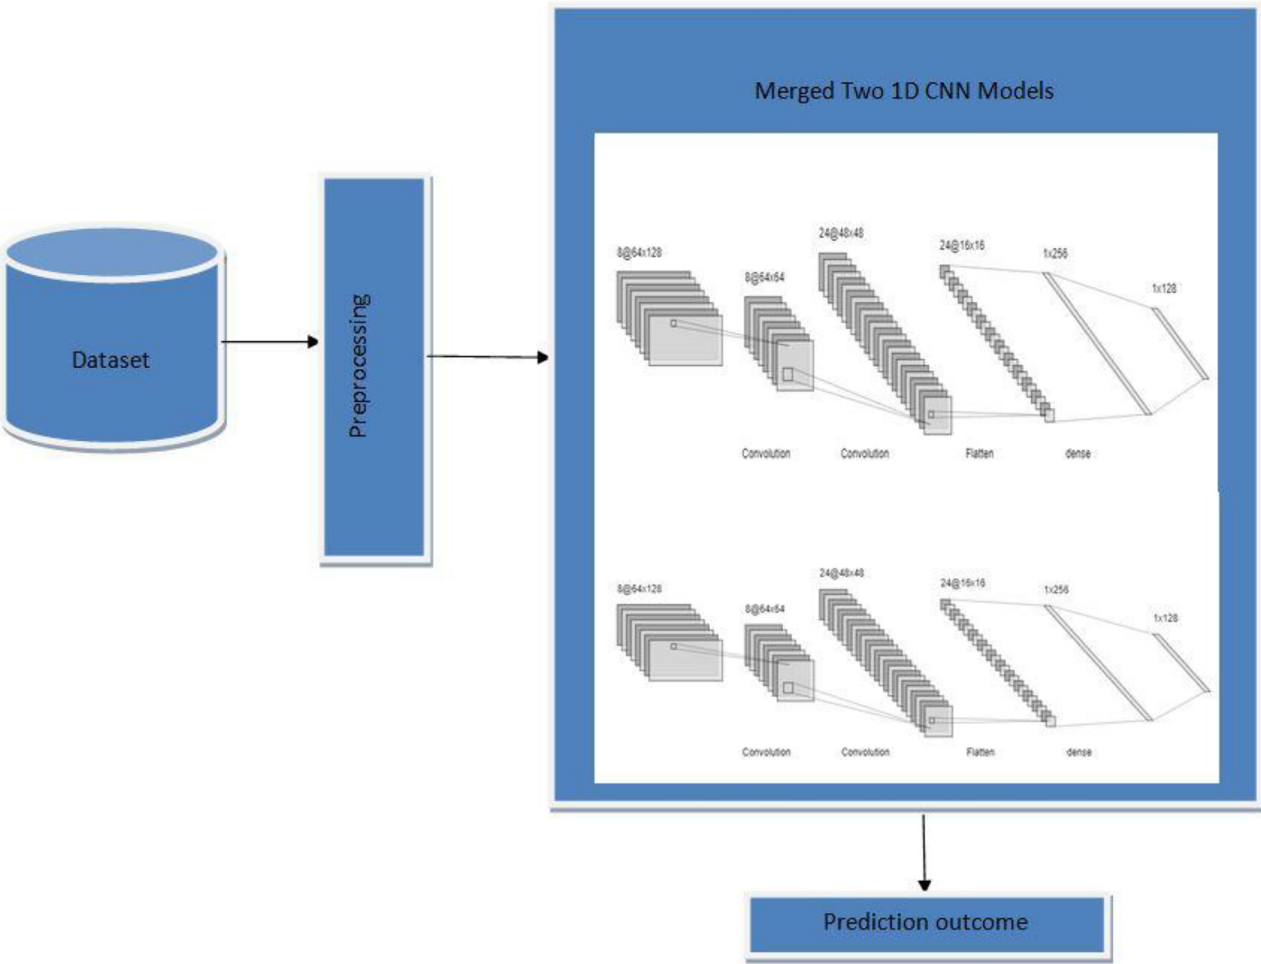 Merged Two 1D CNN Models
Dataset
Preprocessing
8@64x128
8@64x64
24@48x48
24@16x16
1x256
1x128
Convolution
Convolution
Flatten
dense
8@64x128
8@64x64
24@48x48
24@16x16
1x256
1x128
Convolution
Convolution
Flatten
dense
Prediction outcome